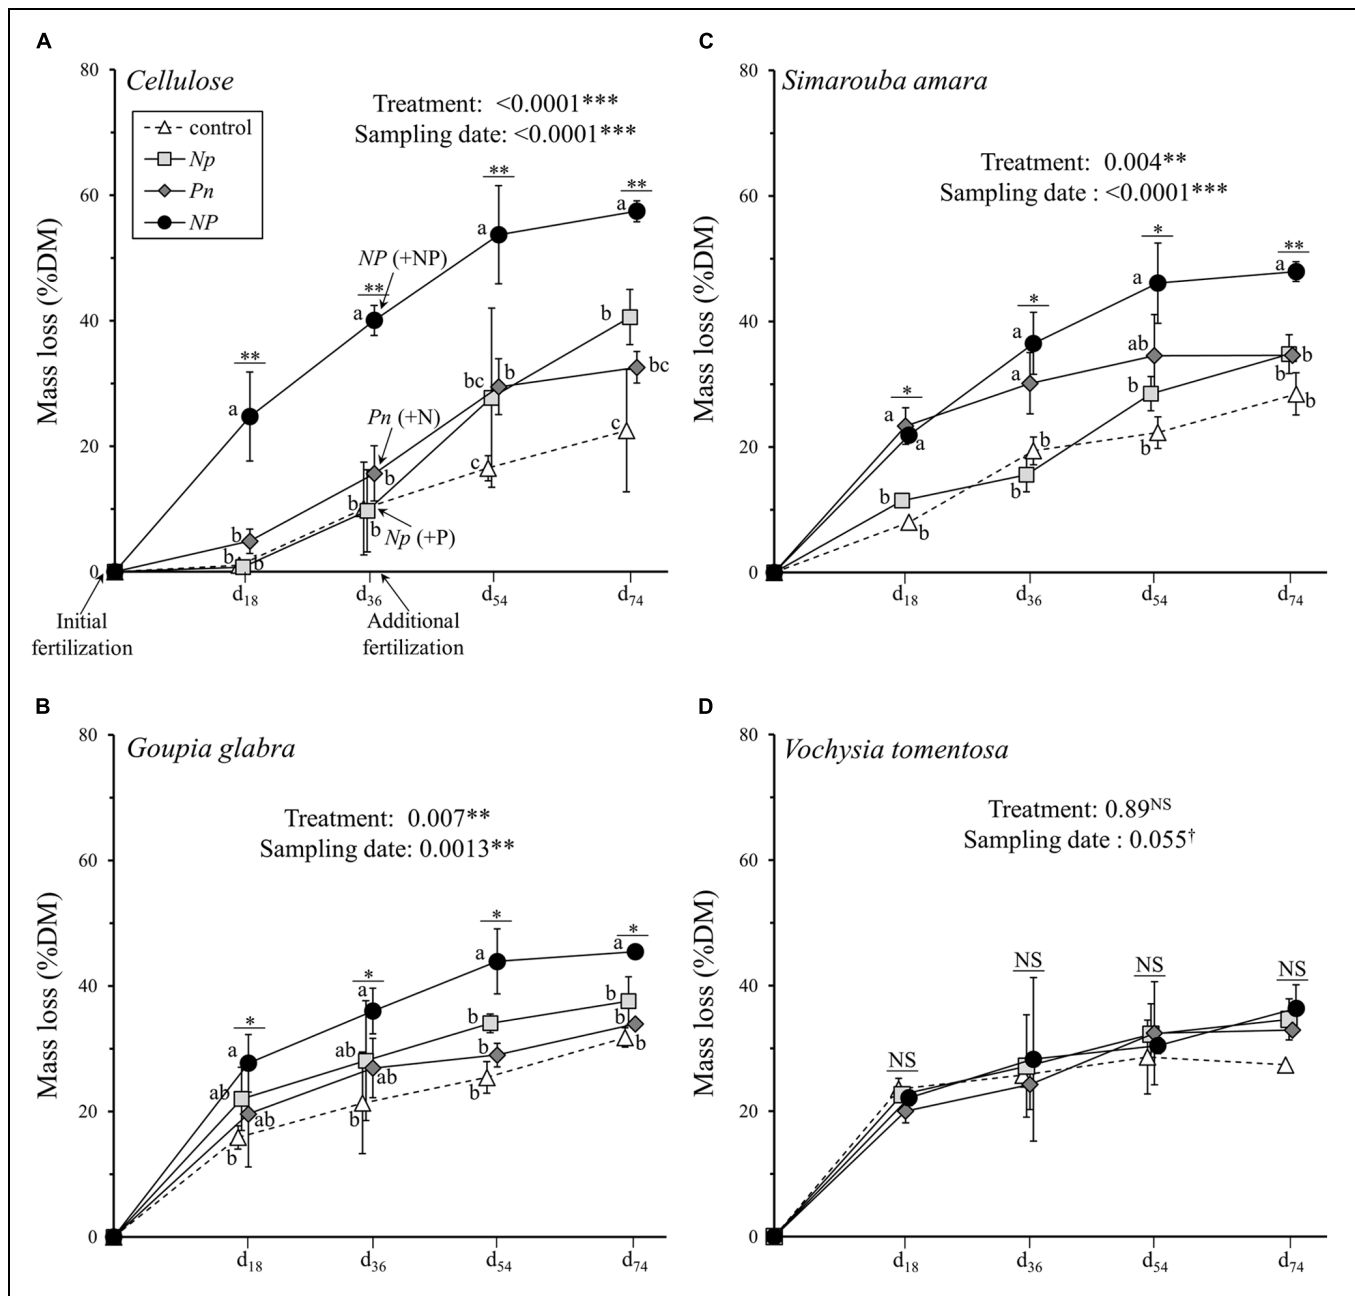 A
80
Cellulose
Treatment: <0.0001***
Sampling date: <0.0001***
control
Np
Pn
NP
60
40
20
0
Mass loss (%DM)
**
a
**
a
NP (+NP)
**
a
**
a
b
b
b
b
b
b
Pn (+N)
Np (+P)
bc
b
c
b
bc
c
d18
d36
d54
d74
Initial
fertilization
Additional
fertilization
C
80
Simarouba amara
Treatment: 0.004**
Sampling date : <0.0001***
60
40
20
0
Mass loss (%DM)
*
a
a
b
b
*
a
a
b
b
*
a
ab
b
b
**
a
b
b
b
d18
d36
d54
d74
B
80
Goupia glabra
Treatment: 0.007**
Sampling date: 0.0013**
60
40
20
0
Mass loss (%DM)
*
a
ab
ab
b
*
a
ab
ab
b
*
a
b
b
b
*
a
b
b
b
d18
d36
d54
d74
D
80
Vochysia tomentosa
Treatment: 0.89NS
Sampling date : 0.055†
60
40
20
0
Mass loss (%DM)
NS
NS
NS
NS
d18
d36
d54
d74